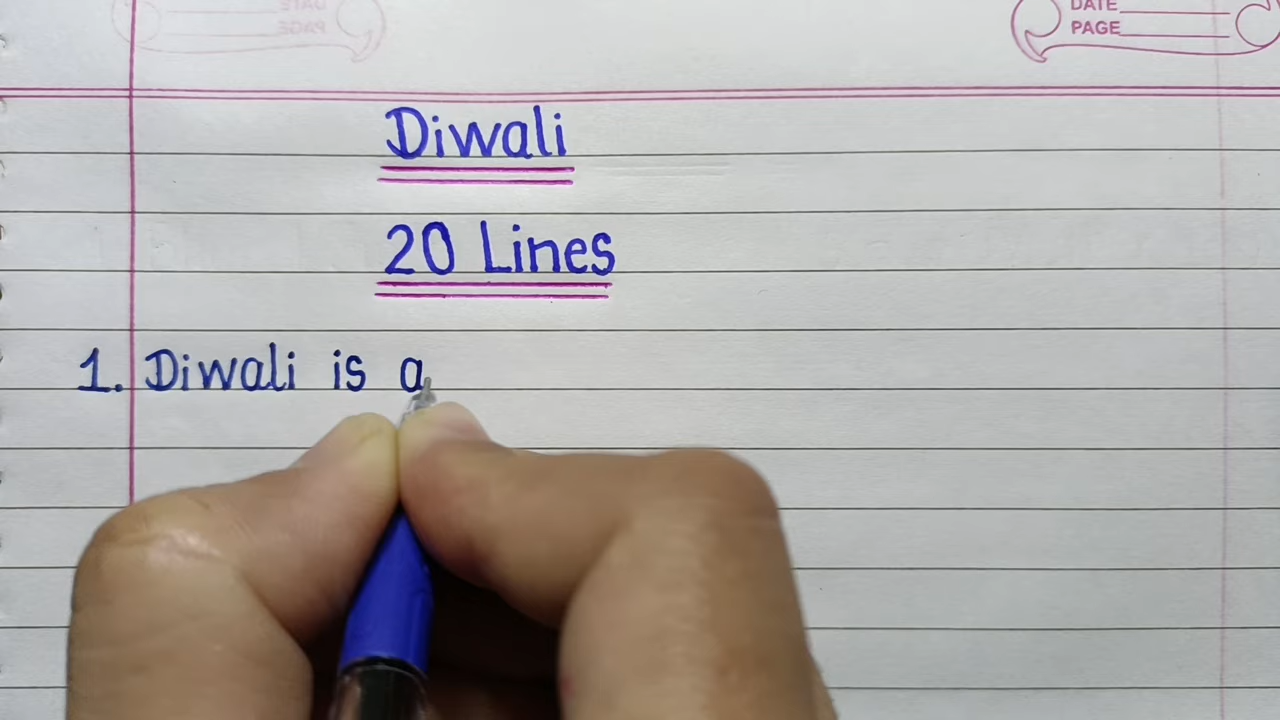 DATE
PAGE
Diwali
20 Lines
1. Diwali is a